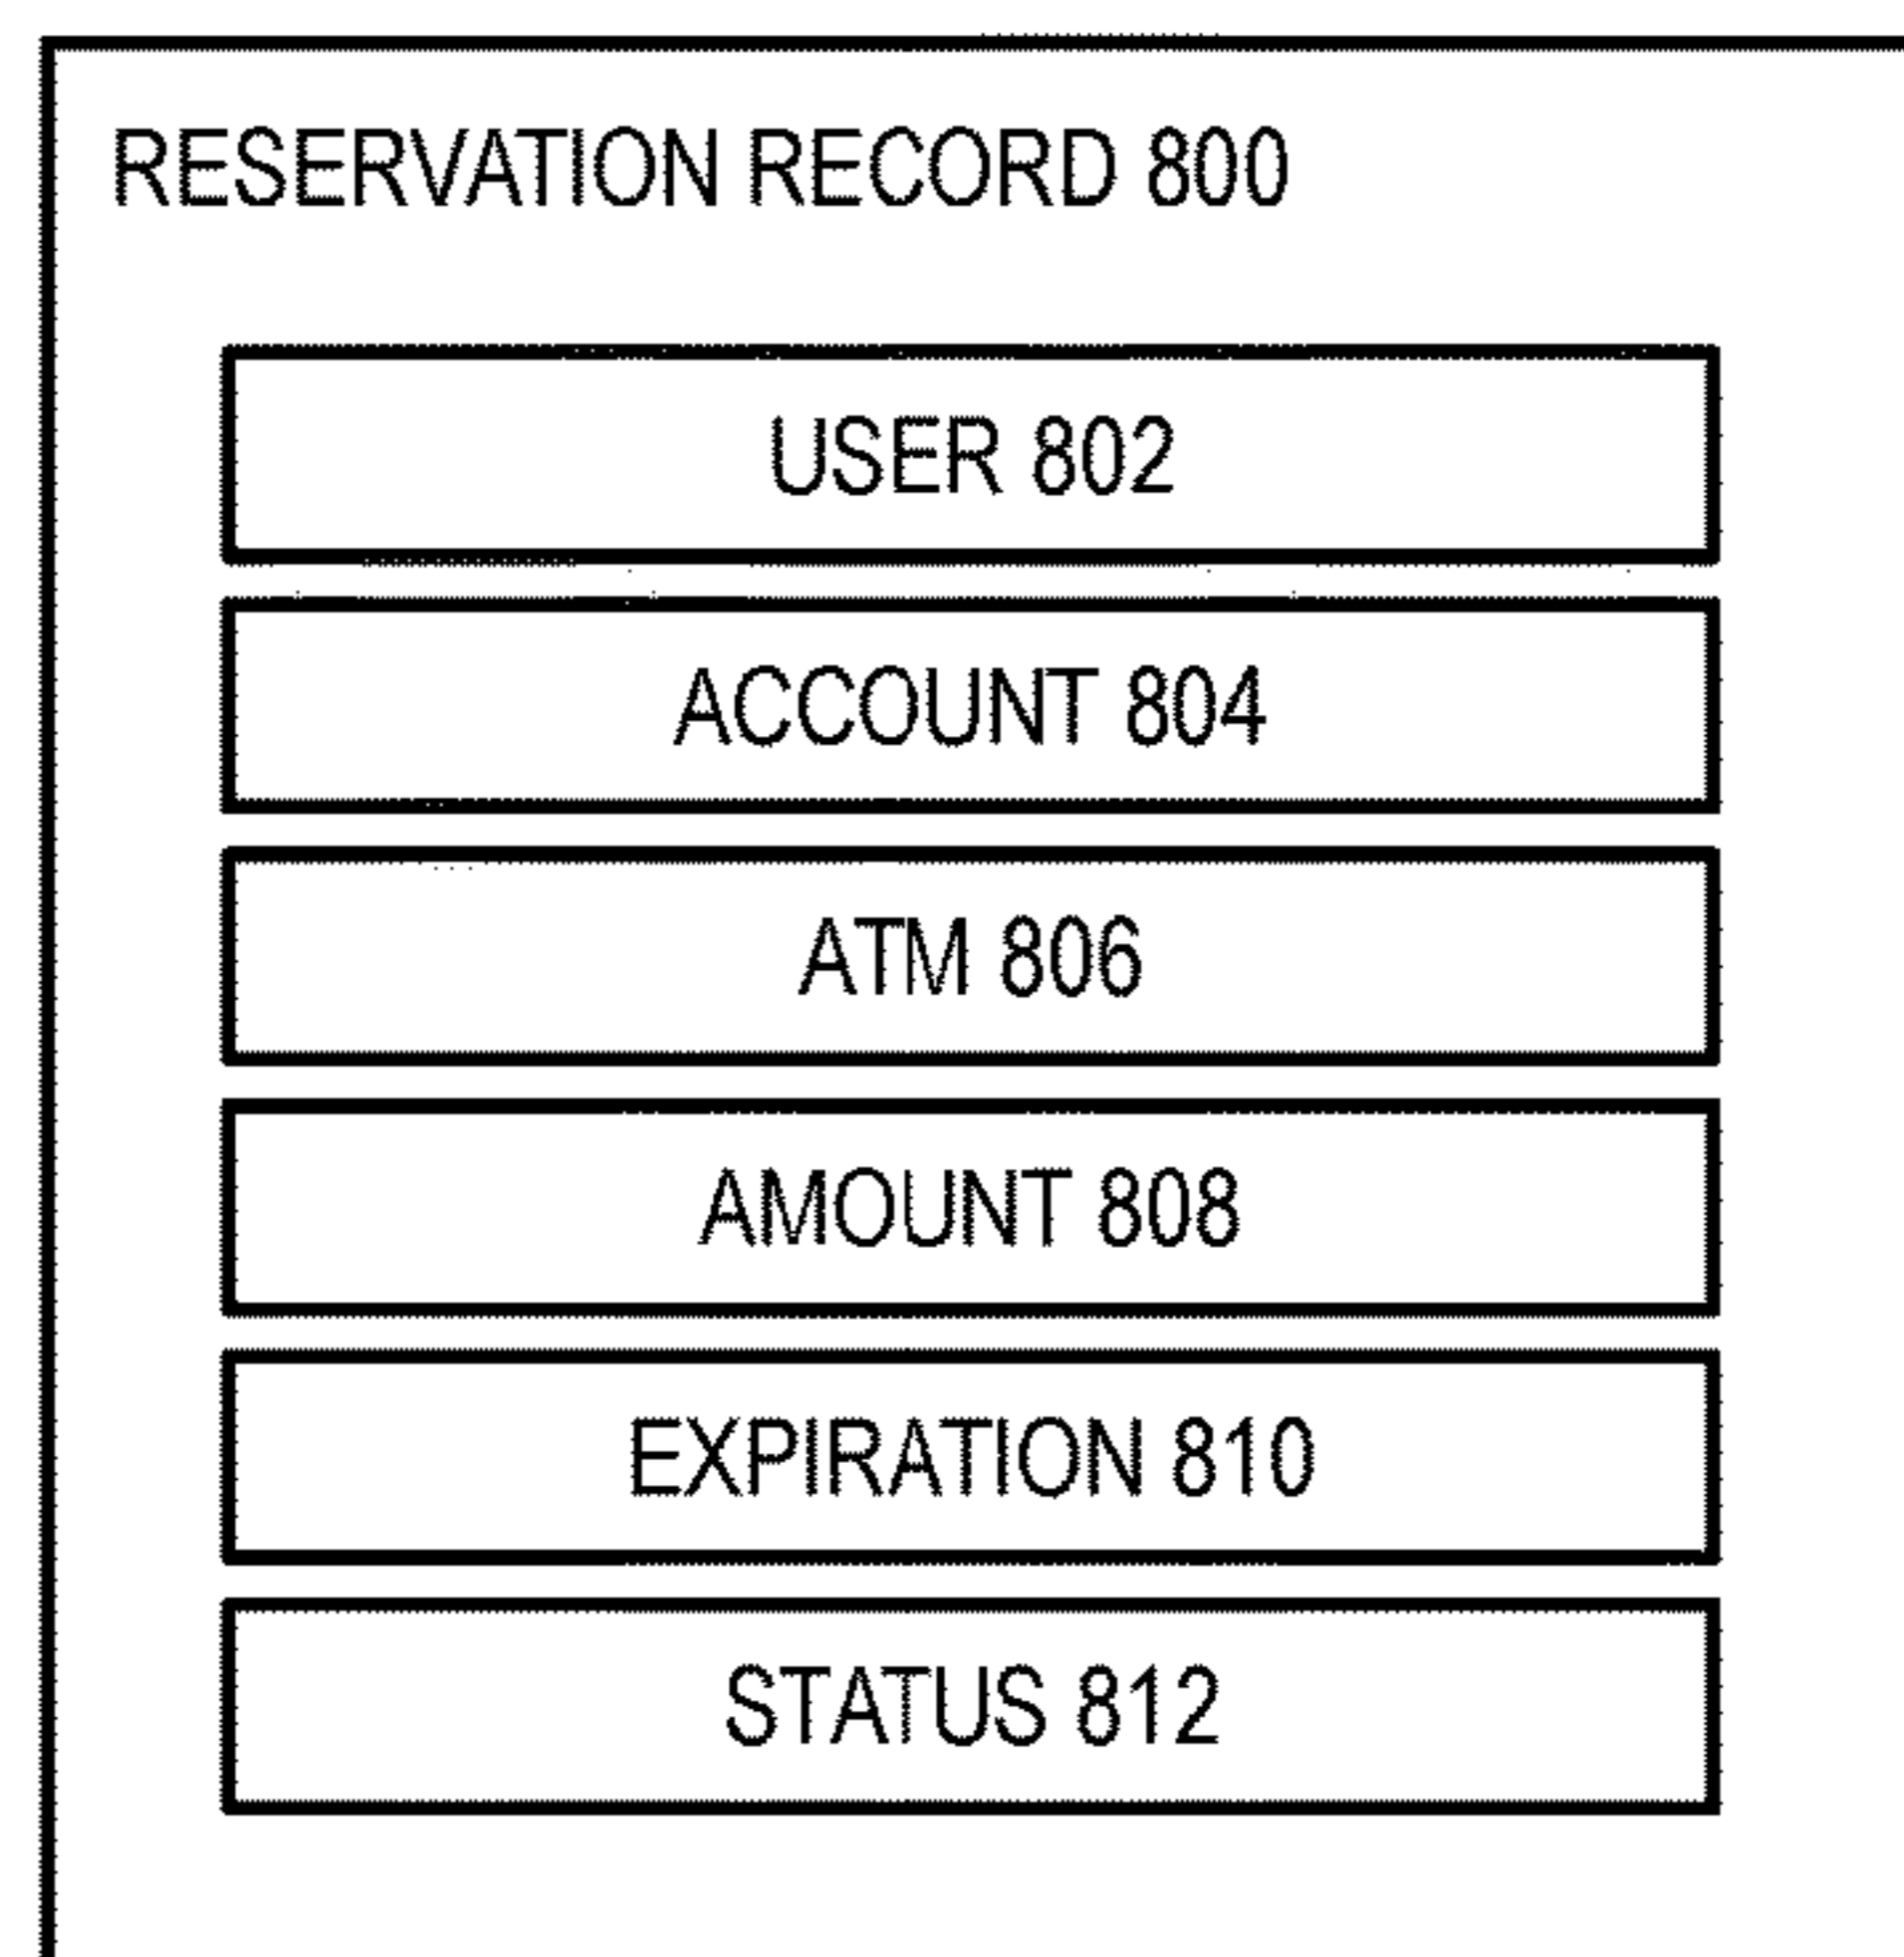 RESERVATION RECORD 800
USER 802
ACCOUNT 804
ATM 806
AMOUNT 808
EXPIRATION 810
STATUS 812